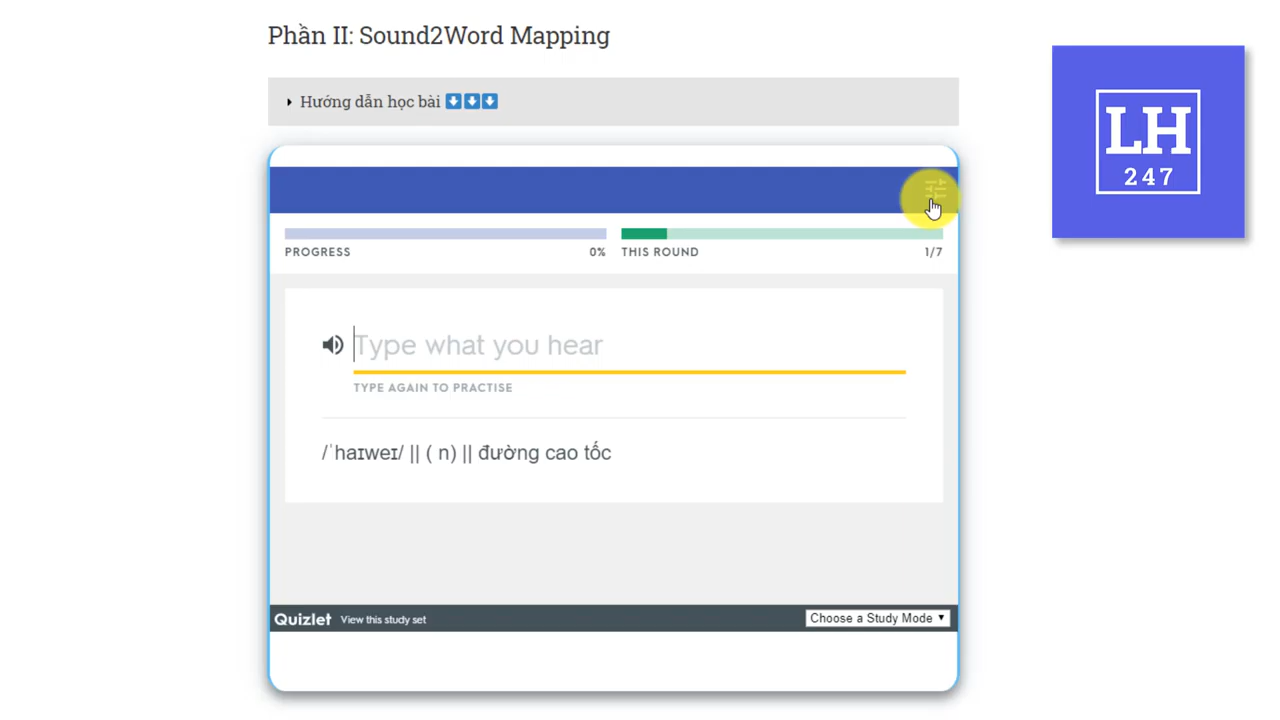 Phần II: Sound2Word Mapping
Hướng dẫn học bài
LH
247
PROGRESS 0% THIS ROUND 1/7
Type what you hear
TYPE AGAIN TO PRACTISE
/ˈhaɪweɪ/ || ( n) || đường cao tốc
Quizlet View this study set Choose a Study Mode